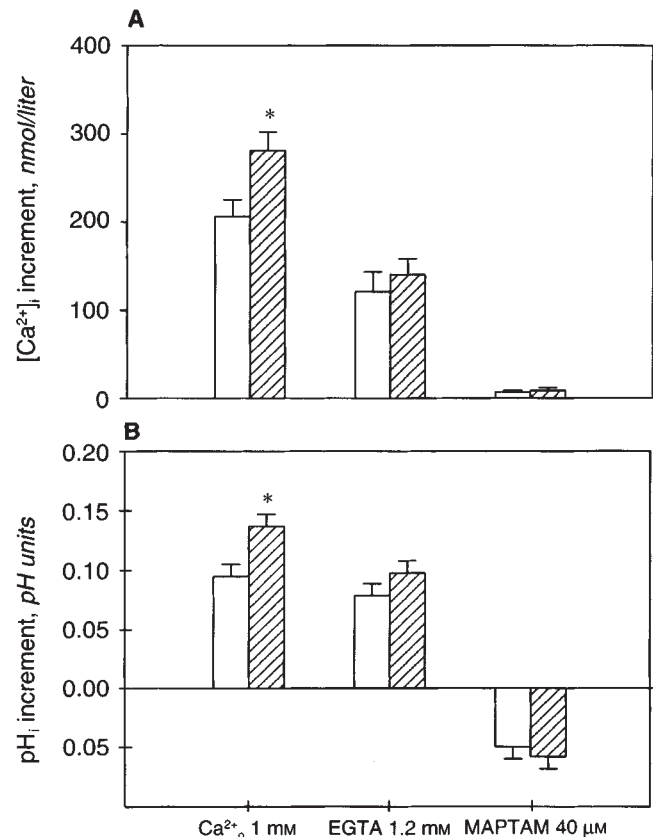 A
400
300
200
100
0
[Ca²⁺]ᵢ increment, nmol/liter
*
B
0.20
0.15
0.10
0.05
0.00
0.05
pHᵢ increment, pH units
*
Ca²⁺ₒ 1 mM EGTA 1.2 mM MAPTAM 40 μM